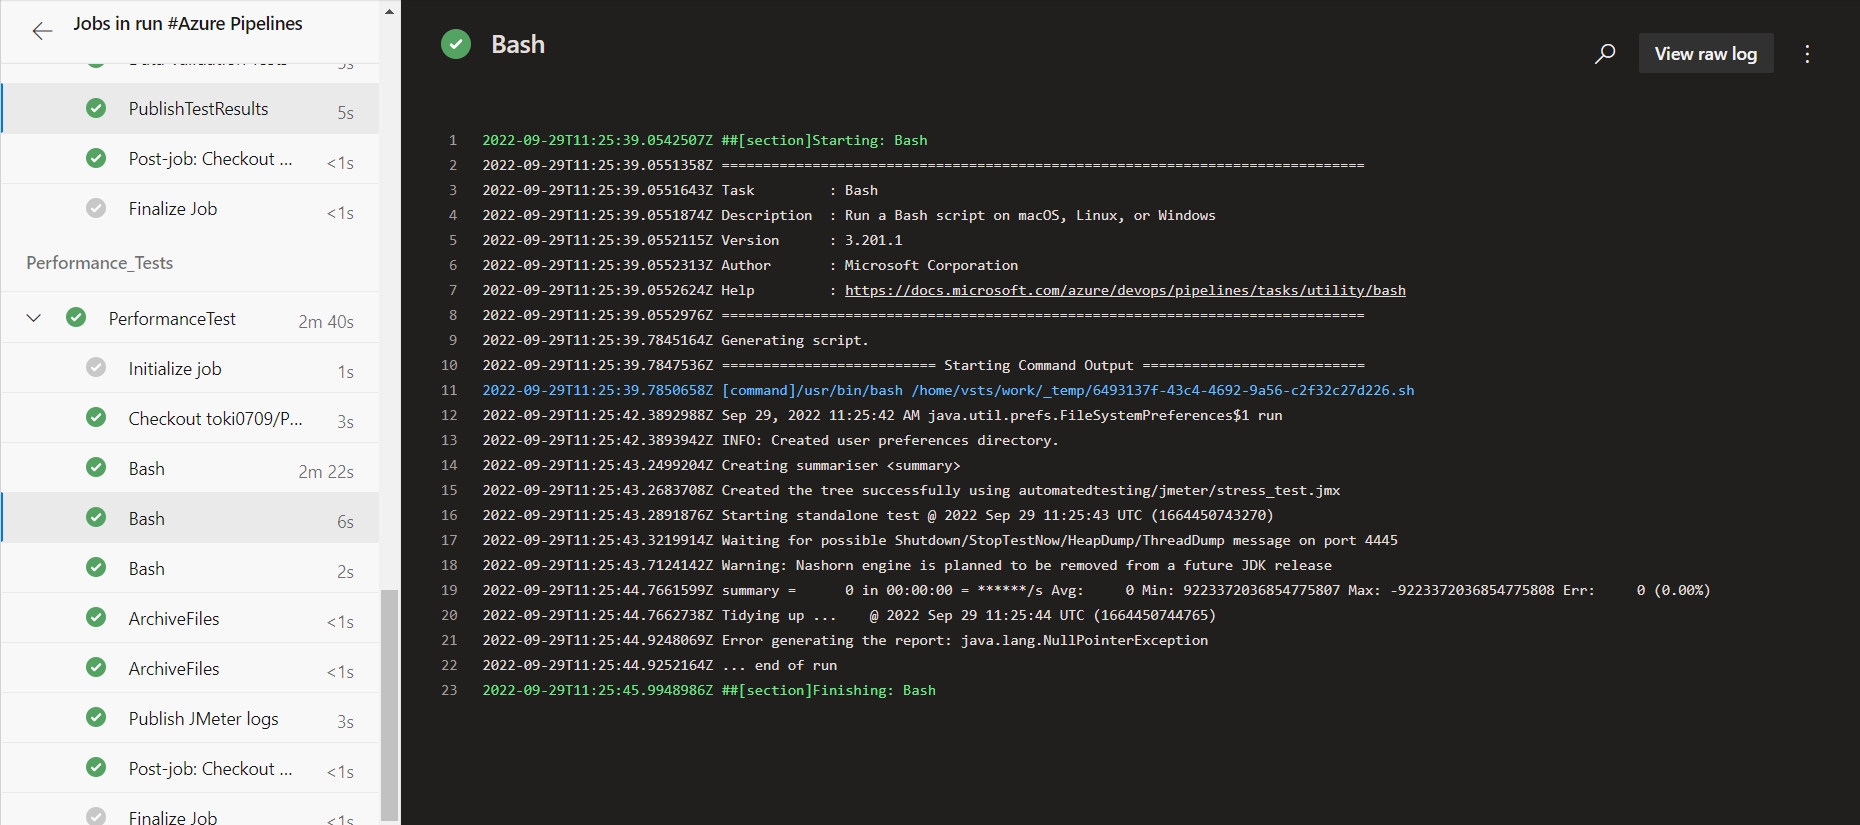 Jobs in run #Azure Pipelines
5s
PublishTestResults 5s
Post-job: Checkout ... <1s
Finalize Job <1s
Performance_Tests
PerformanceTest 2m 40s
Initialize job 1s
Checkout toki0709/P... 3s
Bash 2m 22s
Bash 6s
Bash 2s
ArchiveFiles <1s
ArchiveFiles <1s
Publish JMeter logs 3s
Post-job: Checkout ... <1s
Finalize Job <1s
Bash
View raw log
1 2022-09-29T11:25:39.0542507Z ##[section]Starting: Bash
2 2022-09-29T11:25:39.0551358Z ==============================================================================
3 2022-09-29T11:25:39.0551643Z Task         : Bash
4 2022-09-29T11:25:39.0551874Z Description  : Run a Bash script on macOS, Linux, or Windows
5 2022-09-29T11:25:39.0552115Z Version      : 3.201.1
6 2022-09-29T11:25:39.0552313Z Author       : Microsoft Corporation
7 2022-09-29T11:25:39.0552624Z Help         : https://docs.microsoft.com/azure/devops/pipelines/tasks/utility/bash
8 2022-09-29T11:25:39.0552976Z ==============================================================================
9 2022-09-29T11:25:39.7845164Z Generating script.
10 2022-09-29T11:25:39.7847536Z ========================== Starting Command Output ===========================
11 2022-09-29T11:25:39.7850658Z [command]/usr/bin/bash /home/vsts/work/_temp/6493137f-43c4-4692-9a56-c2f32c27d226.sh
12 2022-09-29T11:25:42.3892988Z Sep 29, 2022 11:25:42 AM java.util.prefs.FileSystemPreferences$1 run
13 2022-09-29T11:25:42.3893942Z INFO: Created user preferences directory.
14 2022-09-29T11:25:43.2499204Z Creating summariser <summary>
15 2022-09-29T11:25:43.2683708Z Created the tree successfully using automatedtesting/jmeter/stress_test.jmx
16 2022-09-29T11:25:43.2891876Z Starting standalone test @ 2022 Sep 29 11:25:43 UTC (1664450743270)
17 2022-09-29T11:25:43.3219914Z Waiting for possible Shutdown/StopTestNow/HeapDump/ThreadDump message on port 4445
18 2022-09-29T11:25:43.7124142Z Warning: Nashorn engine is planned to be removed from a future JDK release
19 2022-09-29T11:25:44.7661599Z summary =      0 in 00:00:00 = ******/s Avg:     0 Min: 9223372036854775807 Max: -9223372036854775808 Err:     0 (0.00%)
20 2022-09-29T11:25:44.7662738Z Tidying up ...    @ 2022 Sep 29 11:25:44 UTC (1664450744765)
21 2022-09-29T11:25:44.9248069Z Error generating the report: java.lang.NullPointerException
22 2022-09-29T11:25:44.9252164Z ... end of run
23 2022-09-29T11:25:45.9948986Z ##[section]Finishing: Bash